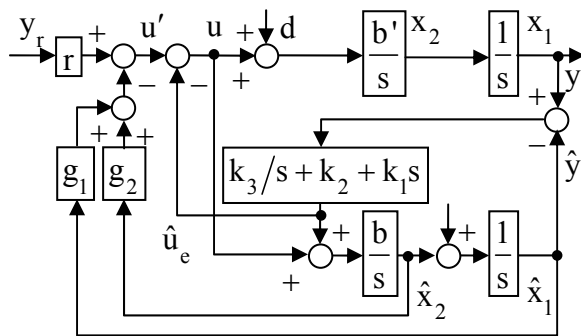 y_r
r
+
−
u′
−
u
+
+
d
b'
s
x_2
1
s
x_1
y
+
−
ŷ
+
+
g_1
g_2
k_3/s + k_2 + k_1s
û_e
+
+
b
s
x̂_2
+
1
s
x̂_1